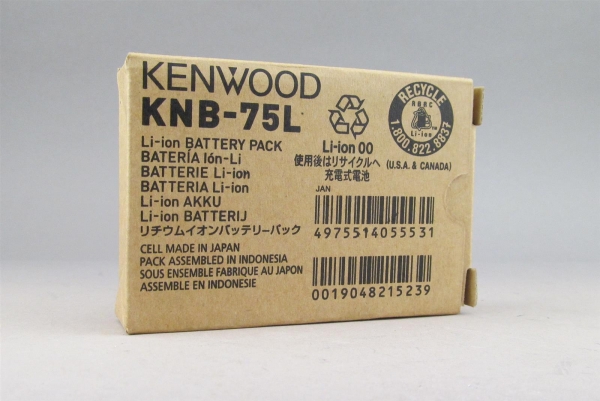 KENWOOD
KNB-75L
Li-ion BATTERY PACK
BATERÍA Ión-Li
BATTERIE Li-ion
BATTERIA Li-ion
Li-ion AKKU
Li-ion BATTERIJ
リチウムイオンバッテリーパック
CELL MADE IN JAPAN
PACK ASSEMBLED IN INDONESIA
SOUS ENSEMBLE FABRIQUE AU JAPON
ASSEMBLE EN INDONESIE
Li-ion 00
使用後はリサイクルへ
充電式電池
RECYCLE
RBRC
Li-ion
TM
1.800.822.8837
(U.S.A. & CANADA)
JAN
4975514055531
0019048215239